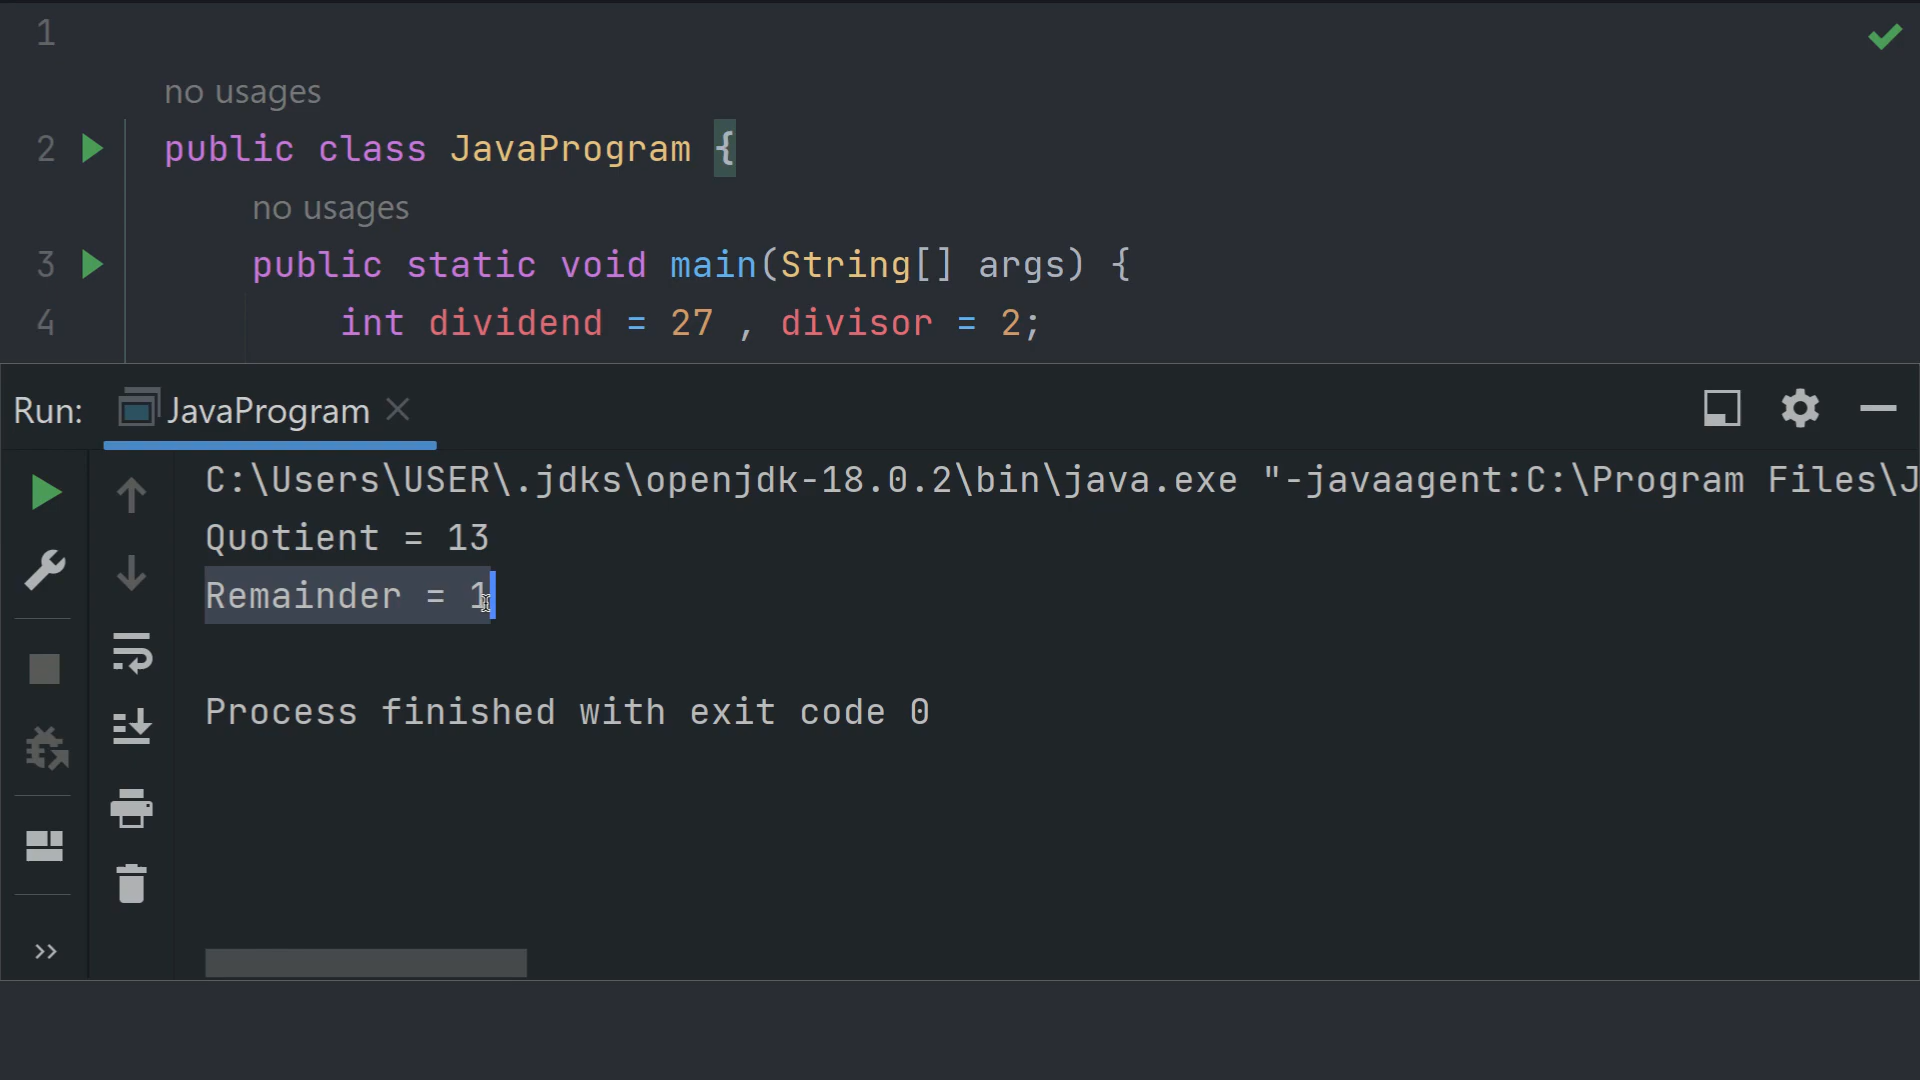 1
no usages
2 public class JavaProgram {
no usages
3 public static void main(String[] args) {
4 int dividend = 27 , divisor = 2;
Run: JavaProgram
C:\Users\USER\.jdks\openjdk-18.0.2\bin\java.exe "-javaagent:C:\Program Files\J
Quotient = 13
Remainder = 1
Process finished with exit code 0